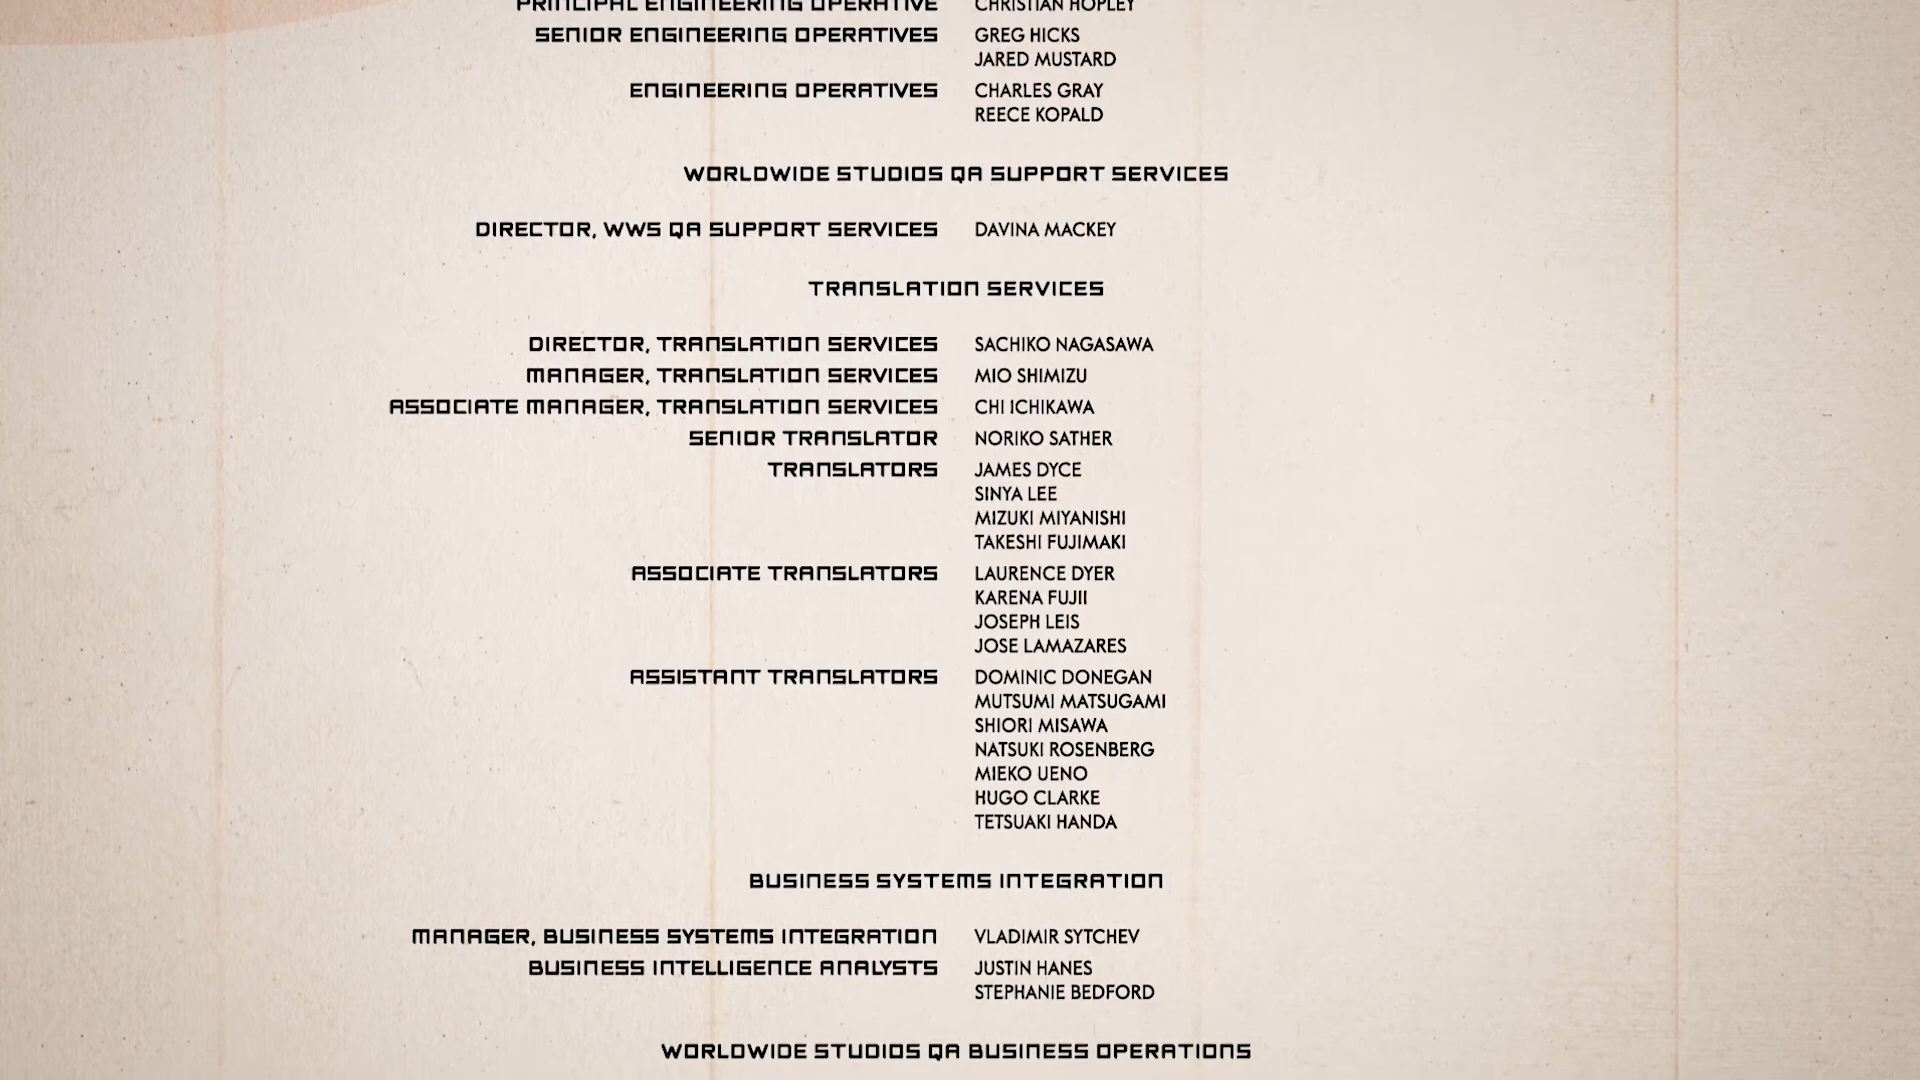 PRINCIPAL ENGINEERING OPERATIVE CHRISTIAN HOPLEY
SENIOR ENGINEERING OPERATIVES GREG HICKS
JARED MUSTARD
ENGINEERING OPERATIVES CHARLES GRAY
REECE KOPALD
WORLDWIDE STUDIOS QA SUPPORT SERVICES
DIRECTOR, WWS QA SUPPORT SERVICES DAVINA MACKEY
TRANSLATION SERVICES
DIRECTOR, TRANSLATION SERVICES SACHIKO NAGASAWA
MANAGER, TRANSLATION SERVICES MIO SHIMIZU
ASSOCIATE MANAGER, TRANSLATION SERVICES CHI ICHIKAWA
SENIOR TRANSLATOR NORIKO SATHER
TRANSLATORS JAMES DYCE
SINYA LEE
MIZUKI MIYANISHI
TAKESHI FUJIMAKI
ASSOCIATE TRANSLATORS LAURENCE DYER
KARENA FUJII
JOSEPH LEIS
JOSE LAMAZARES
ASSISTANT TRANSLATORS DOMINIC DONEGAN
MUTSUMI MATSUGAMI
SHIORI MISAWA
NATSUKI ROSENBERG
MIEKO UENO
HUGO CLARKE
TETSUAKI HANDA
BUSINESS SYSTEMS INTEGRATION
MANAGER, BUSINESS SYSTEMS INTEGRATION VLADIMIR SYTCHEV
BUSINESS INTELLIGENCE ANALYSTS JUSTIN HANES
STEPHANIE BEDFORD
WORLDWIDE STUDIOS QA BUSINESS OPERATIONS